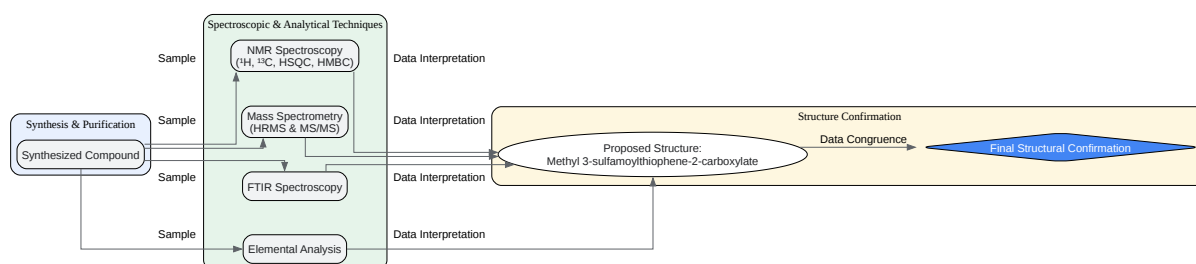 Spectroscopic & Analytical Techniques
NMR Spectroscopy
(¹H, ¹³C, HSQC, HMBC)
Sample
Data Interpretation
Mass Spectrometry
(HRMS & MS/MS)
Sample
Data Interpretation
Structure Confirmation
Synthesis & Purification
Synthesized Compound
Proposed Structure:
Methyl 3-sulfamoylthiophene-2-carboxylate
Data Congruence
Final Structural Confirmation
Sample
FTIR Spectroscopy
Data Interpretation
Sample
Elemental Analysis
Data Interpretation